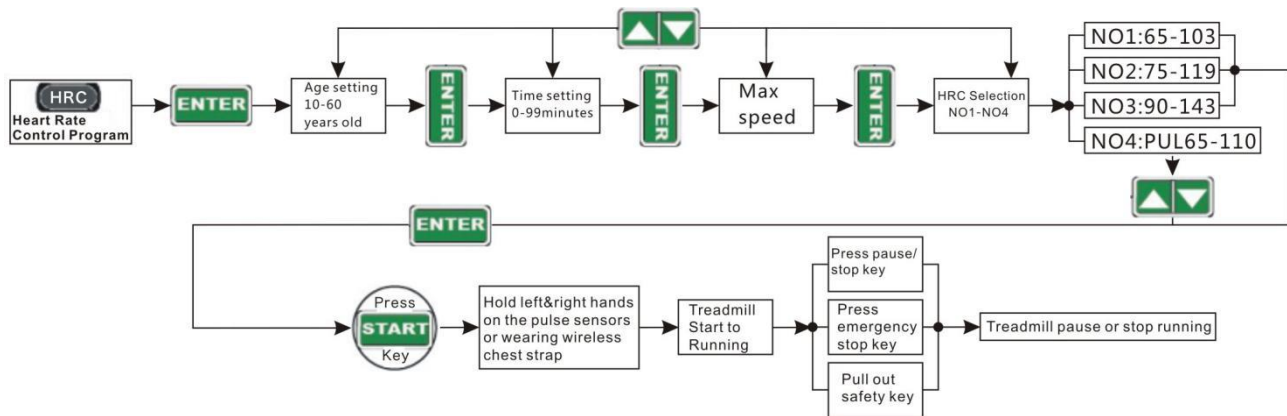 HRC
Heart Rate
Control Program
ENTER
Age setting
10-60
years old
ENTER
Time setting
0-99minutes
ENTER
Max
speed
ENTER
HRC Selection
NO1-NO4
NO1:65-103
NO2:75-119
NO3:90-143
NO4:PUL65-110
ENTER
Press
START
Key
Hold left&right hands
on the pulse sensors
or wearing wireless
chest strap
Treadmill
Start to
Running
Press pause/
stop key
Press
emergency
stop key
Pull out
safety key
Treadmill pause or stop running